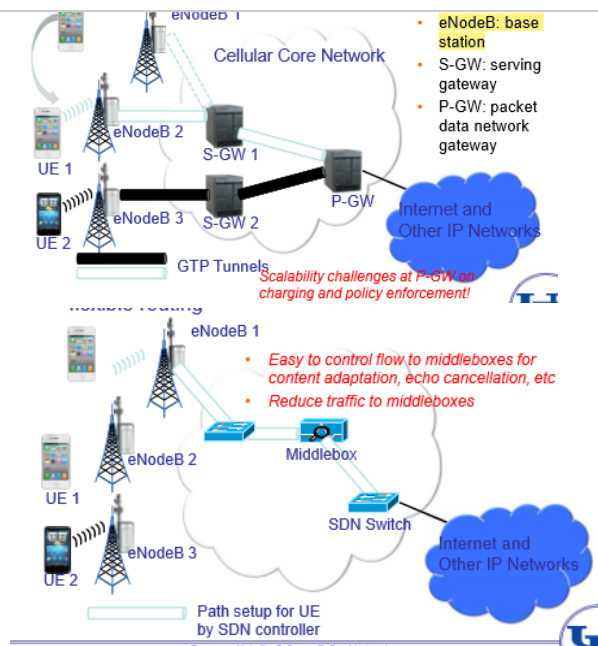 eNodeB 1
Cellular Core Network
• eNodeB: base
station
• S-GW: serving
gateway
• P-GW: packet
data network
gateway
eNodeB 2
S-GW 1
UE 1
P-GW
eNodeB 3
S-GW 2
UE 2
Internet and
Other IP Networks
GTP Tunnels
Scalability challenges at P-GW on
charging and policy enforcement!
flexible routing
eNodeB 1
• Easy to control flow to middleboxes for
content adaptation, echo cancellation, etc
• Reduce traffic to middleboxes
Middlebox
eNodeB 2
UE 1
SDN Switch
eNodeB 3
UE 2
Internet and
Other IP Networks
Path setup for UE
by SDN controller